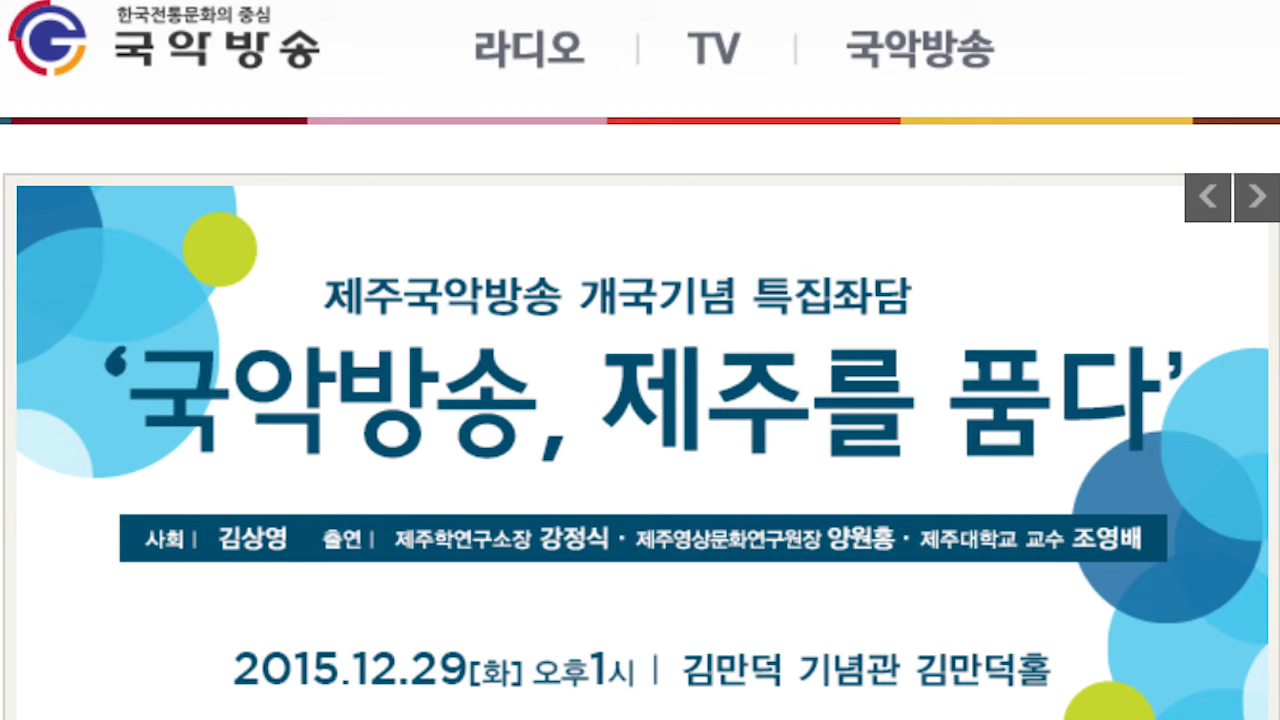 한국전통문화의 중심
국악방송
라디오 | TV | 국악방송
제주국악방송 개국기념 특집좌담
‘국악방송, 제주를 품다’
사회 | 김상영 출연 | 제주학연구소장 강정식 · 제주영상문화연구원장 양원홍 · 제주대학교 교수 조영배
2015.12.29[화] 오후1시 | 김만덕 기념관 김만덕홀